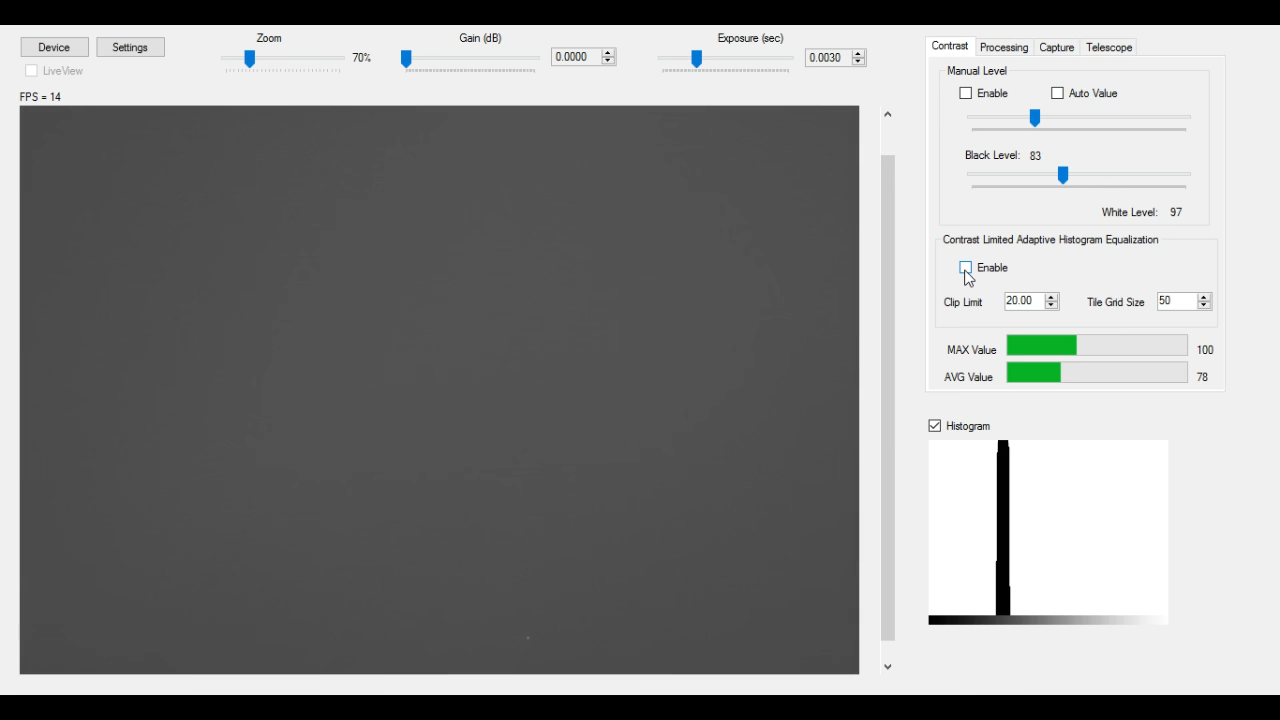 Device Settings Zoom Gain (dB) Exposure (sec)
LiveView 70% 0.0000 0.0030
FPS = 14
Contrast Processing Capture Telescope
Manual Level
Enable Auto Value
Black Level: 83
White Level: 97
Contrast Limited Adaptive Histogram Equalization
Enable
Clip Limit 20.00 Tile Grid Size 50
MAX Value 100
AVG Value 78
Histogram